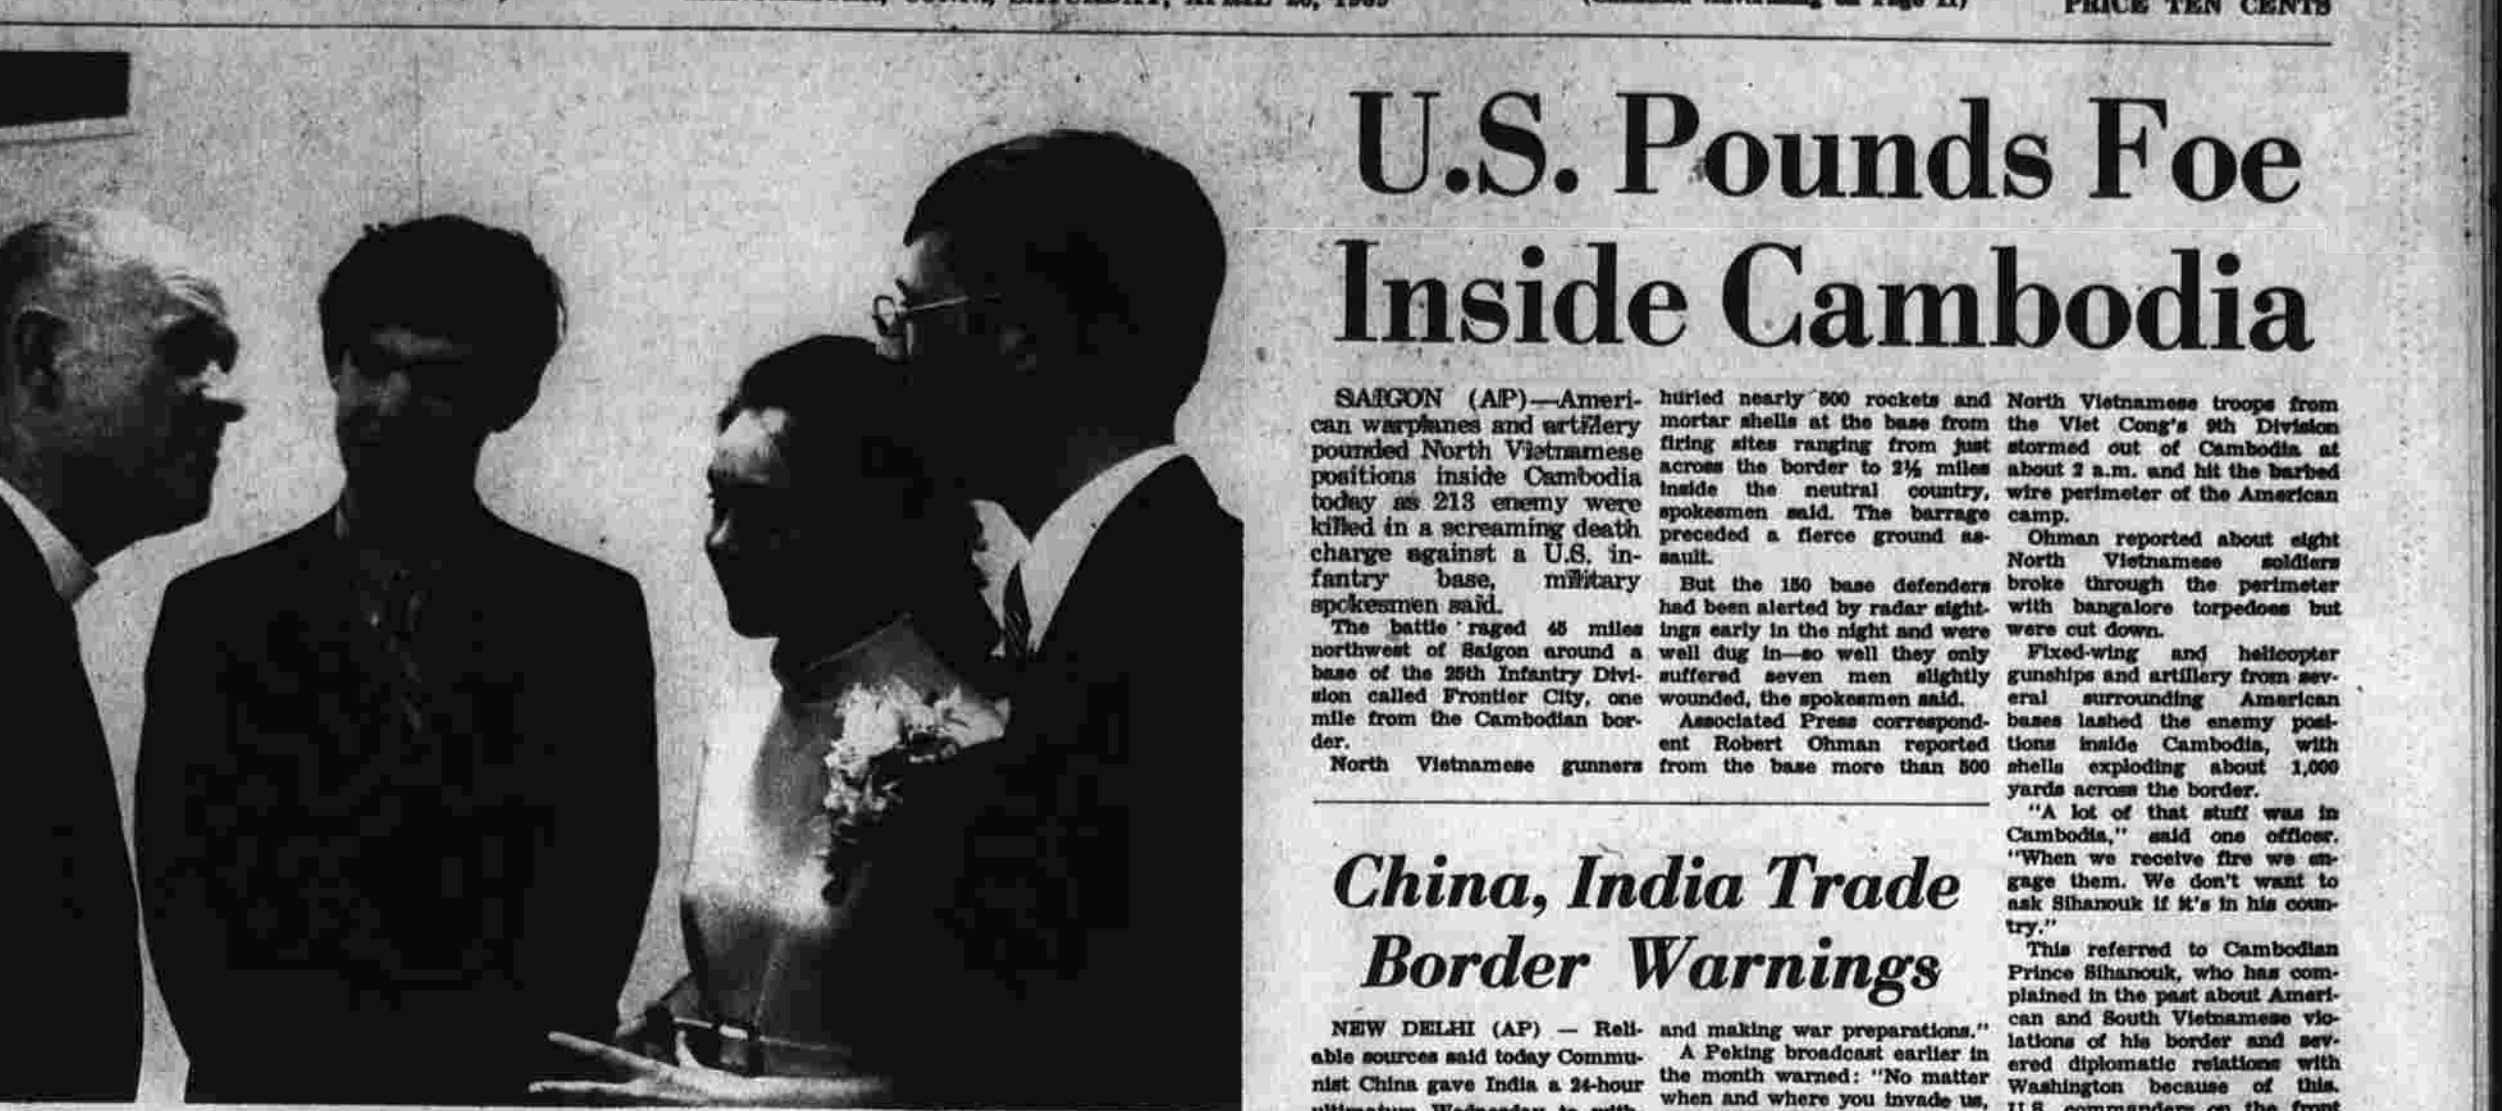 SATURDAY, APRIL 26, 1969
PRICE TEN CENTS
U.S. Pounds Foe
Inside Cambodia
SAIGON (AP)—Ameri-
can warplanes and artillery
pounded North Vietnamese
positions inside Cambodia
today as 213 enemy were
killed in a screaming death
charge against a U.S. in-
fantry base, military
spokesmen said.
The battle raged 45 miles
northwest of Saigon around a
base of the 25th Infantry Divi-
sion called Frontier City, one
mile from the Cambodian bor-
der.
North Vietnamese gunners
hurled nearly 500 rockets and
mortar shells at the base from
firing sites ranging from just
across the border to 2½ miles
inside the neutral country,
spokesmen said. The barrage
preceded a fierce ground as-
sault.
But the 150 base defenders
had been alerted by radar sight-
ings early in the night and were
well dug in—so well they only
suffered seven men slightly
wounded, the spokesmen said.
Associated Press correspond-
ent Robert Ohman reported
from the base more than 500
North Vietnamese troops from
the Viet Cong's 9th Division
stormed out of Cambodia at
about 2 a.m. and hit the barbed
wire perimeter of the American
camp.
Ohman reported about eight
North Vietnamese soldiers
broke through the perimeter
with bangalore torpedoes but
were cut down.
Fixed-wing and helicopter
gunships and artillery from sev-
eral surrounding American
bases lashed the enemy posi-
tions inside Cambodia, with
shells exploding about 1,000
yards across the border.
"A lot of that stuff was in
Cambodia," said one officer.
"When we receive fire we en-
gage them. We don't want to
ask Sihanouk if it's in his coun-
try."
This referred to Cambodian
Prince Sihanouk, who has com-
plained in the past about Ameri-
can and South Vietnamese vio-
lations of his border and sev-
ered diplomatic relations with
Washington because of this.
U.S. commanders on the front
China, India Trade
Border Warnings
NEW DELHI (AP) — Reli-
able sources said today Commu-
nist China gave India a 24-hour
ultimatum Wednesday to with-
and making war preparations."
A Peking broadcast earlier in
the month warned: "No matter
when and where you invade us,